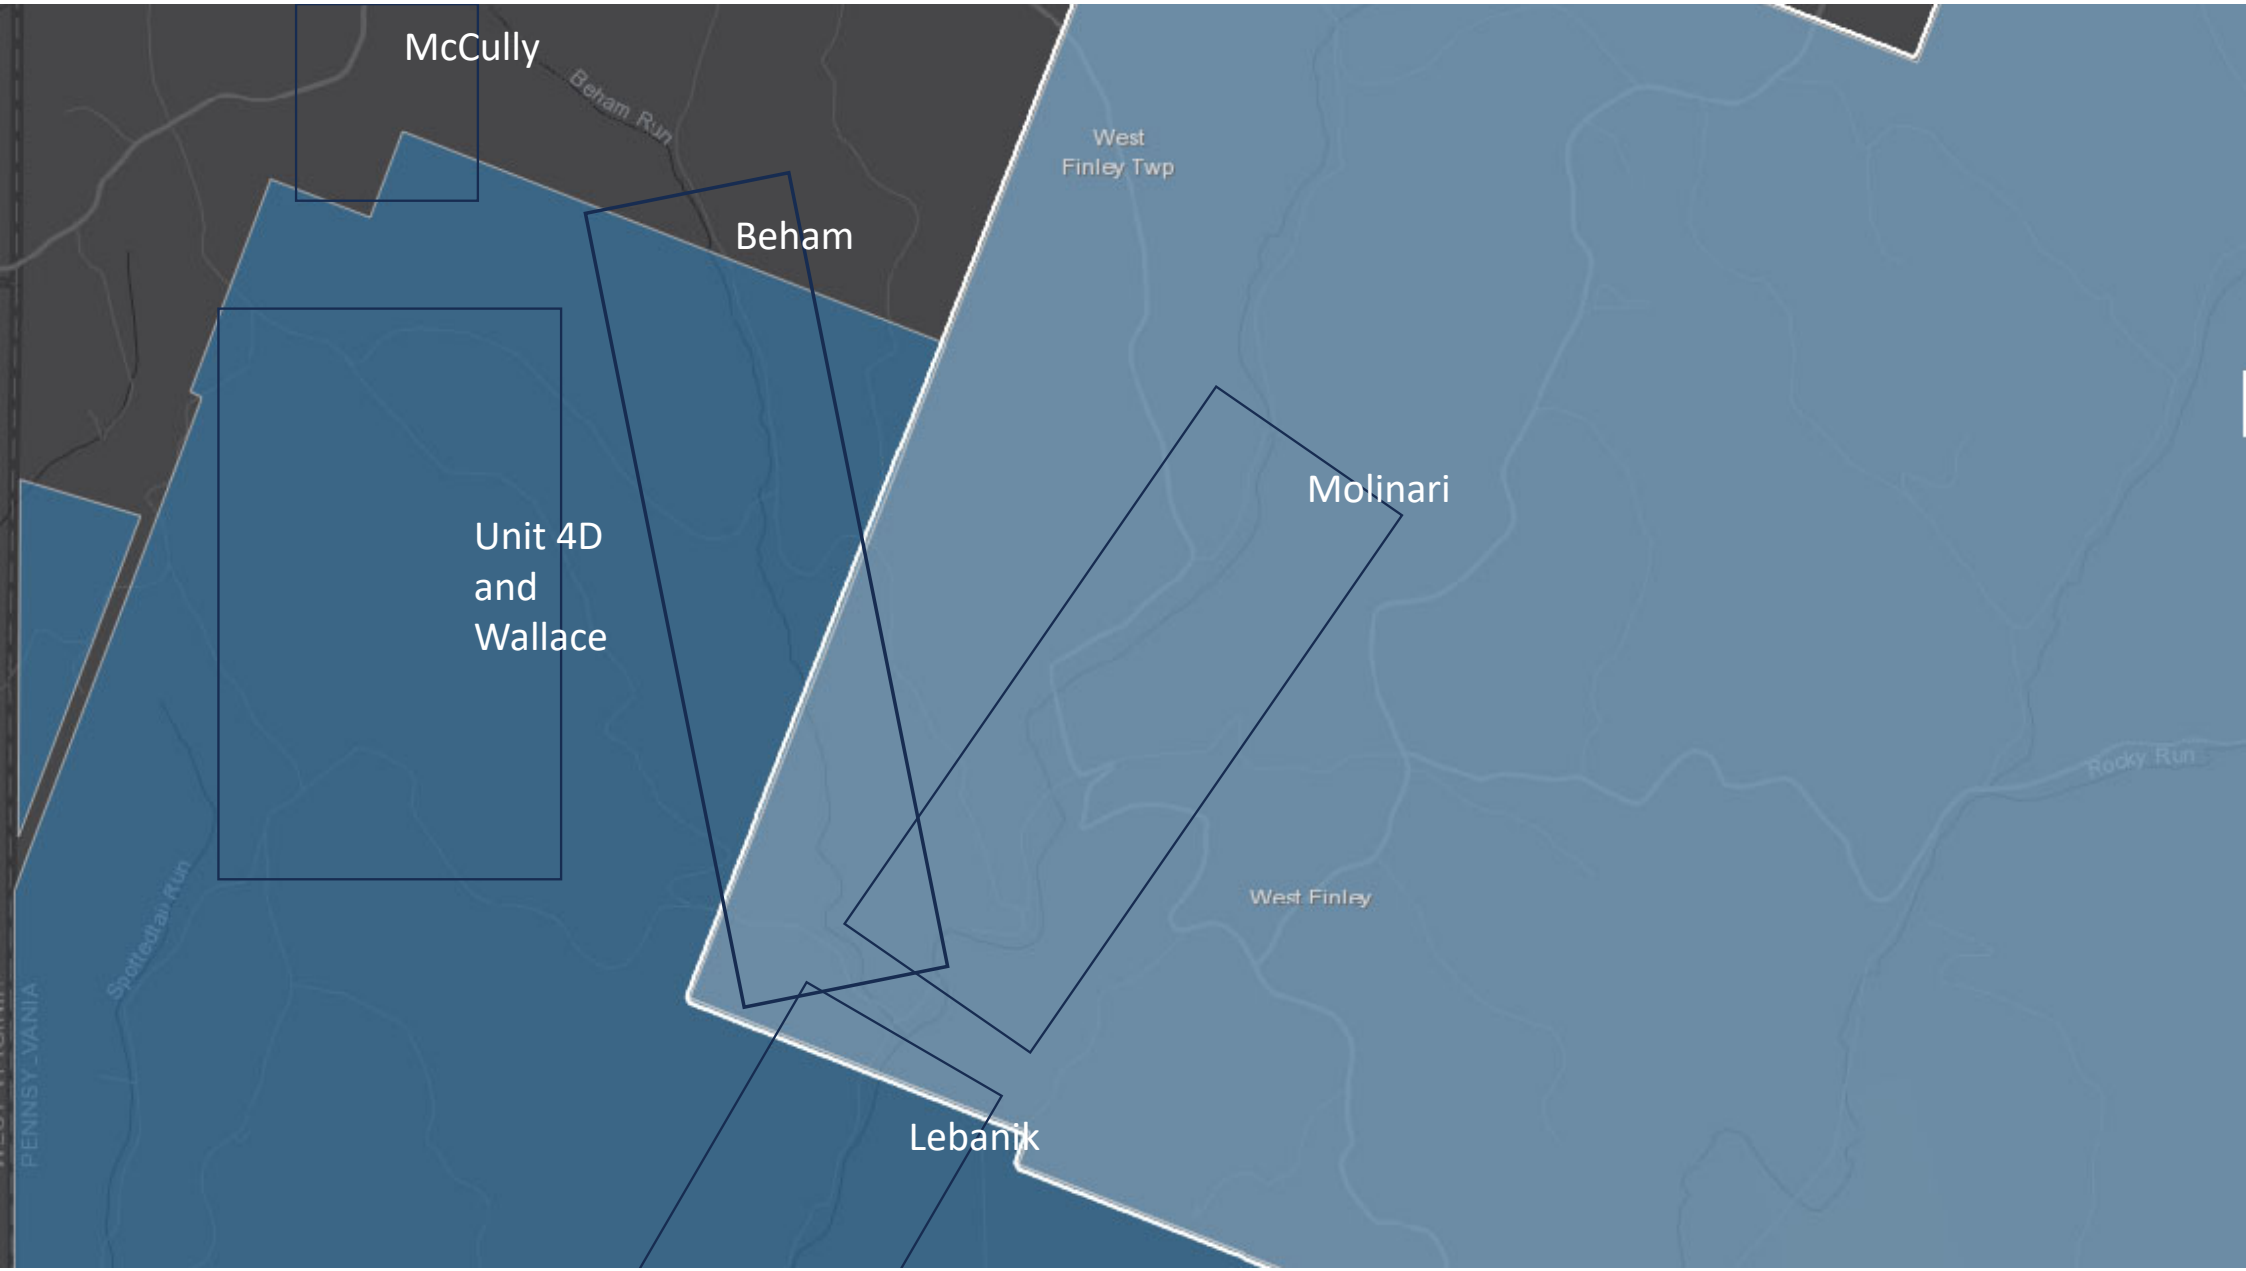 McCully
Beham Run
West
Finley Twp
Beham
Molinari
Unit 4D
and
Wallace
Rocky Run
West Finley
Spottedtail Run
Lebanik